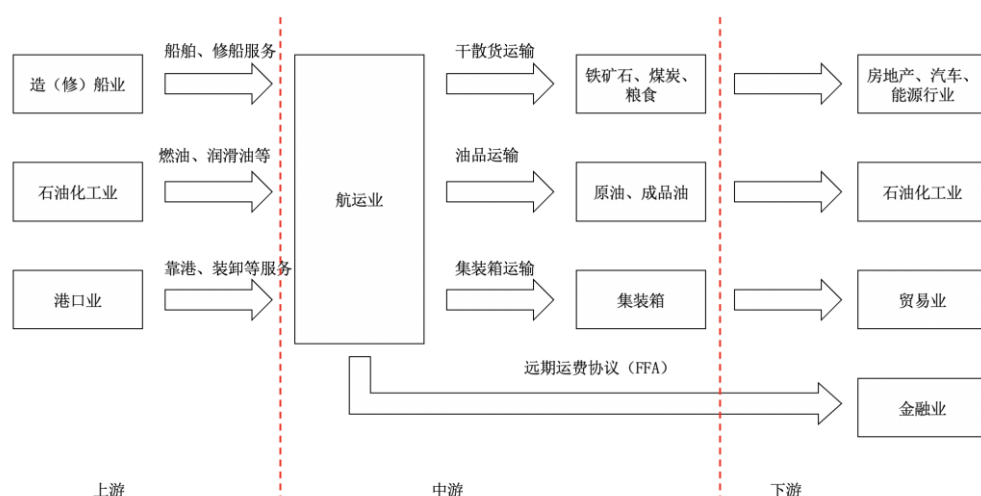 船舶、修船服务
干散货运输
造（修）船业
铁矿石、煤炭、
粮食
房地产、汽车、
能源行业
燃油、润滑油等
油品运输
石油化工业
航运业
原油、成品油
石油化工业
靠港、装卸等服务
集装箱运输
港口业
集装箱
贸易业
远期运费协议（FFA）
金融业
上游
中游
下游